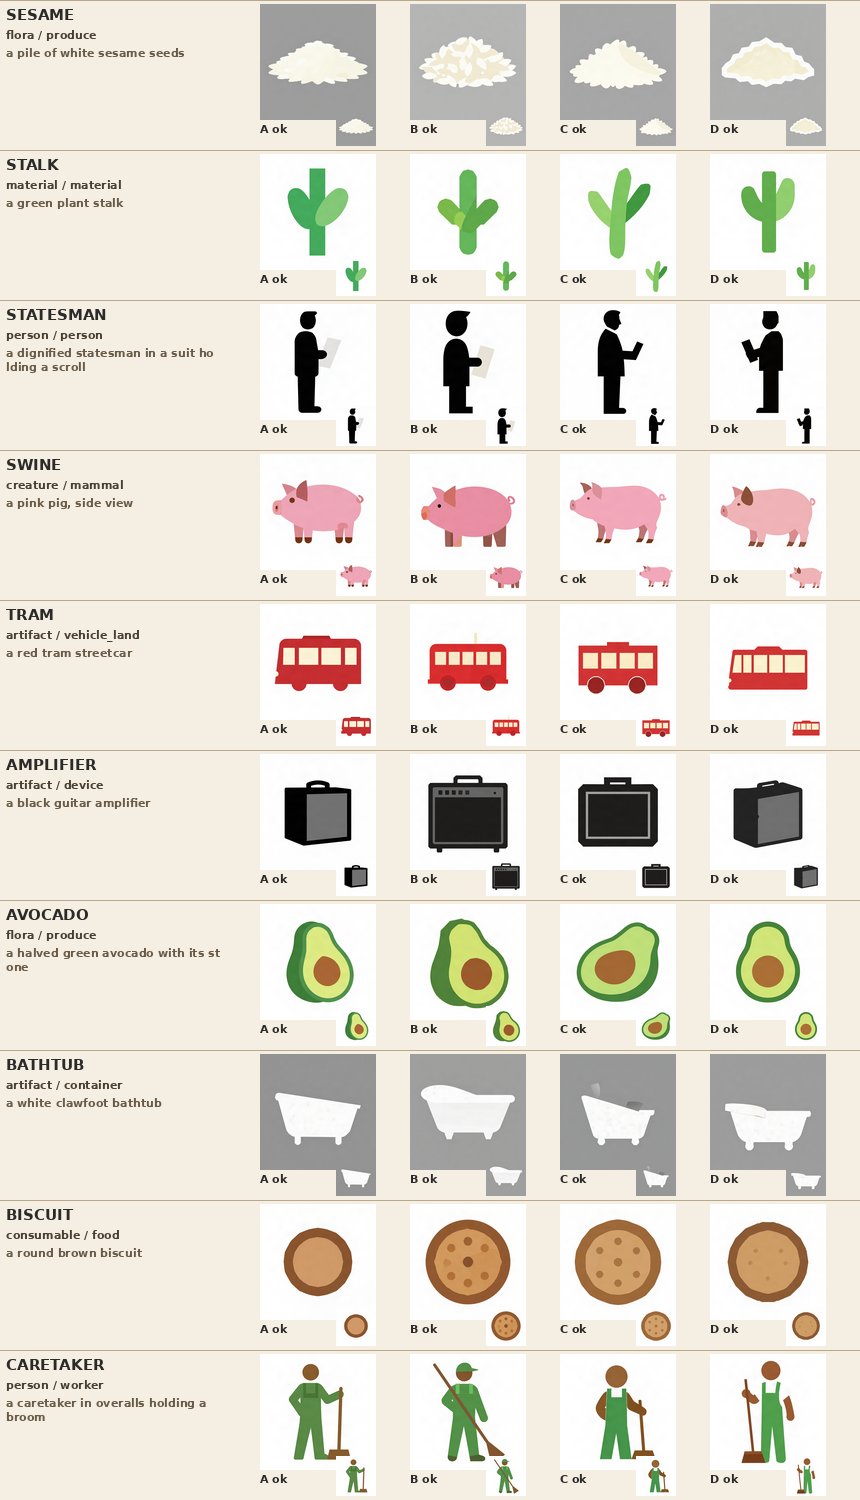 SESAME
flora / produce
a pile of white sesame seeds
A ok
B ok
C ok
D ok
STALK
material / material
a green plant stalk
A ok
B ok
C ok
D ok
STATESMAN
person / person
a dignified statesman in a suit ho
lding a scroll
A ok
B ok
C ok
D ok
SWINE
creature / mammal
a pink pig, side view
A ok
B ok
C ok
D ok
TRAM
artifact / vehicle_land
a red tram streetcar
A ok
B ok
C ok
D ok
AMPLIFIER
artifact / device
a black guitar amplifier
A ok
B ok
C ok
D ok
AVOCADO
flora / produce
a halved green avocado with its st
one
A ok
B ok
C ok
D ok
BATHTUB
artifact / container
a white clawfoot bathtub
A ok
B ok
C ok
D ok
BISCUIT
consumable / food
a round brown biscuit
A ok
B ok
C ok
D ok
CARETAKER
person / worker
a caretaker in overalls holding a
broom
A ok
B ok
C ok
D ok